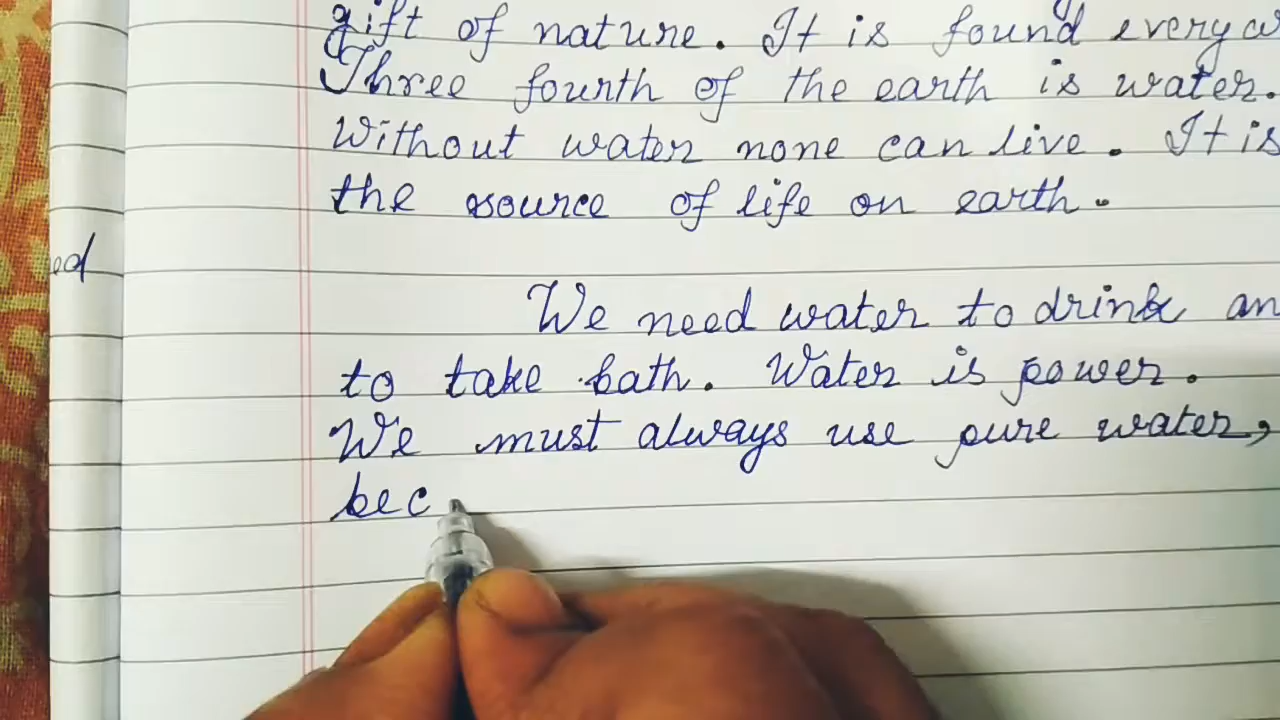 gift of nature. It is found every
Three fourth of the earth is water.
Without water none can live. It is
the source of life on earth.
ed
We need water to drink an
to take bath. Water is power.
We must always use pure water,
bec